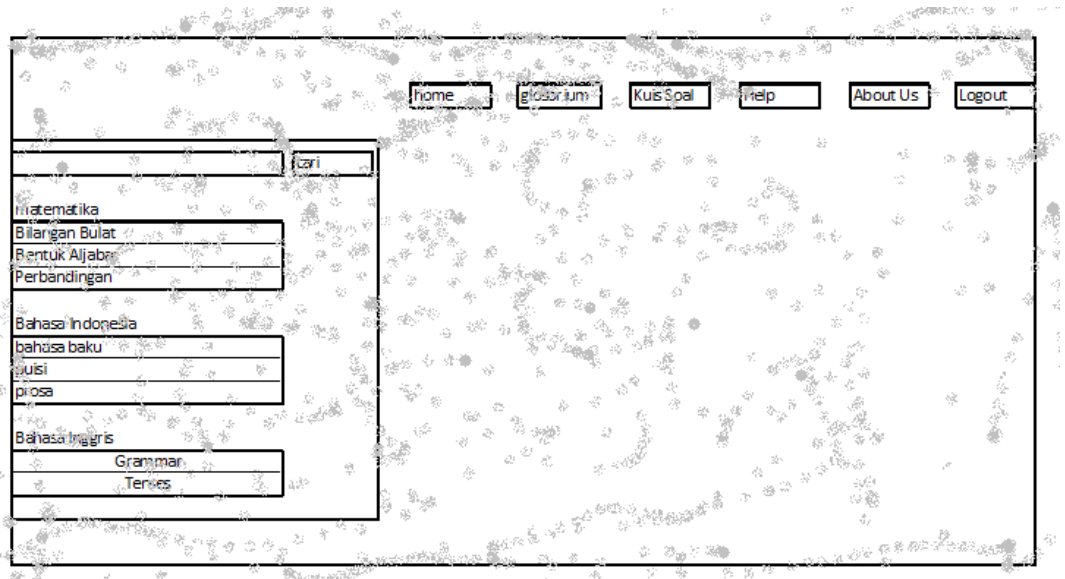 home glosorium Kuis Soal Help About Us Logout
cari
matematika
Bilangan Bulat
Bentuk Aljabar
Perbandingan
Bahasa Indonesia
bahasa baku
puisi
prosa
Bahasa Inggris
Grammar
Tenses